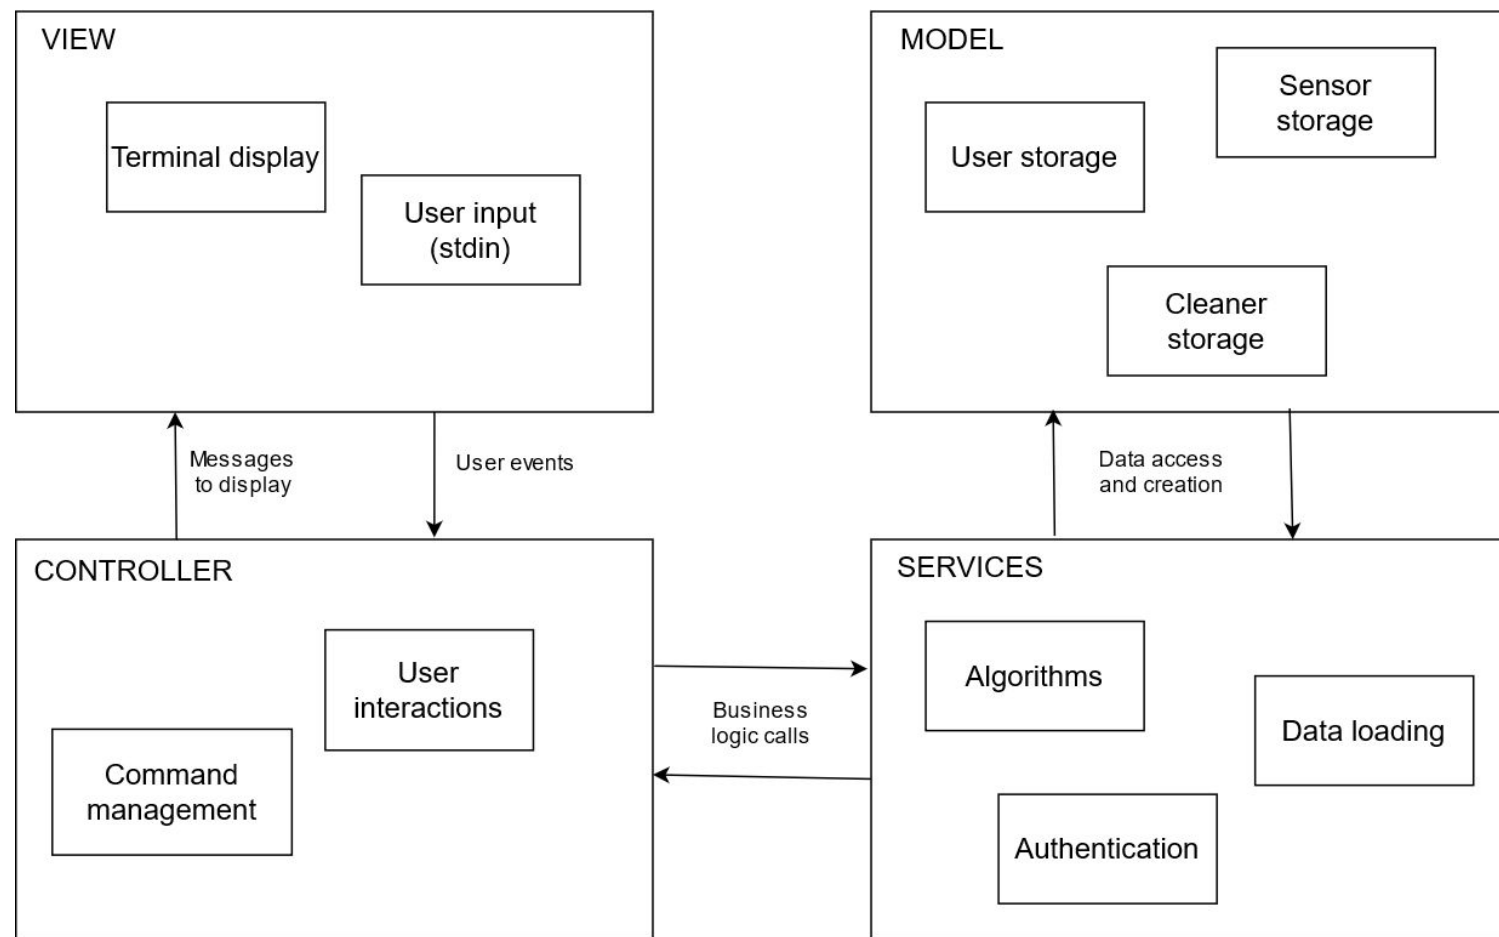 VIEW
Terminal display
User input
(stdin)
MODEL
Sensor
storage
User storage
Cleaner
storage
Messages
to display
User events
Data access
and creation
CONTROLLER
User
interactions
Command
management
Business
logic calls
SERVICES
Algorithms
Data loading
Authentication